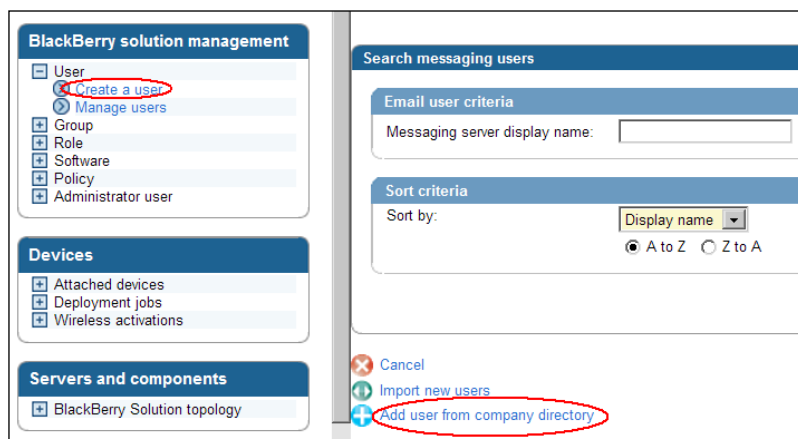 BlackBerry solution management
User
Create a user
Manage users
Group
Role
Software
Policy
Administrator user
Devices
Attached devices
Deployment jobs
Wireless activations
Servers and components
BlackBerry Solution topology
Search messaging users
Email user criteria
Messaging server display name:
Sort criteria
Sort by:
Display name
A to Z
Z to A
Cancel
Import new users
Add user from company directory